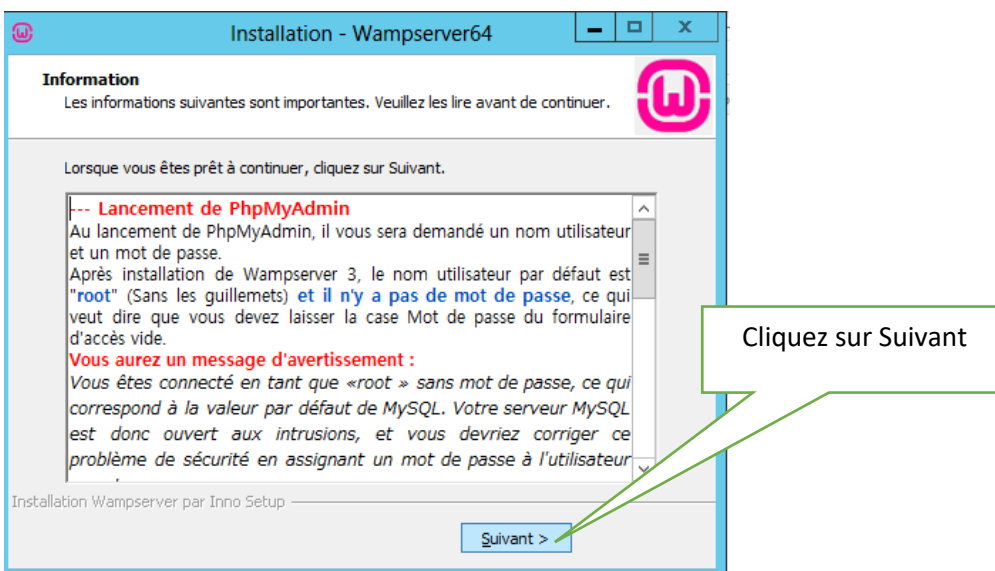 Installation - Wampserver64
Information
Les informations suivantes sont importantes. Veuillez les lire avant de continuer.
Lorsque vous êtes prêt à continuer, cliquez sur Suivant.
--- Lancement de PhpMyAdmin
Au lancement de PhpMyAdmin, il vous sera demandé un nom utilisateur
et un mot de passe.
Après installation de Wampserver 3, le nom utilisateur par défaut est
"root" (Sans les guillemets) et il n'y a pas de mot de passe, ce qui
veut dire que vous devez laisser la case Mot de passe du formulaire
d'accès vide.
Vous aurez un message d'avertissement :
Vous êtes connecté en tant que «root » sans mot de passe, ce qui
correspond à la valeur par défaut de MySQL. Votre serveur MySQL
est donc ouvert aux intrusions, et vous devriez corriger ce
problème de sécurité en assignant un mot de passe à l'utilisateur
Installation Wampserver par Inno Setup
Suivant >
Cliquez sur Suivant